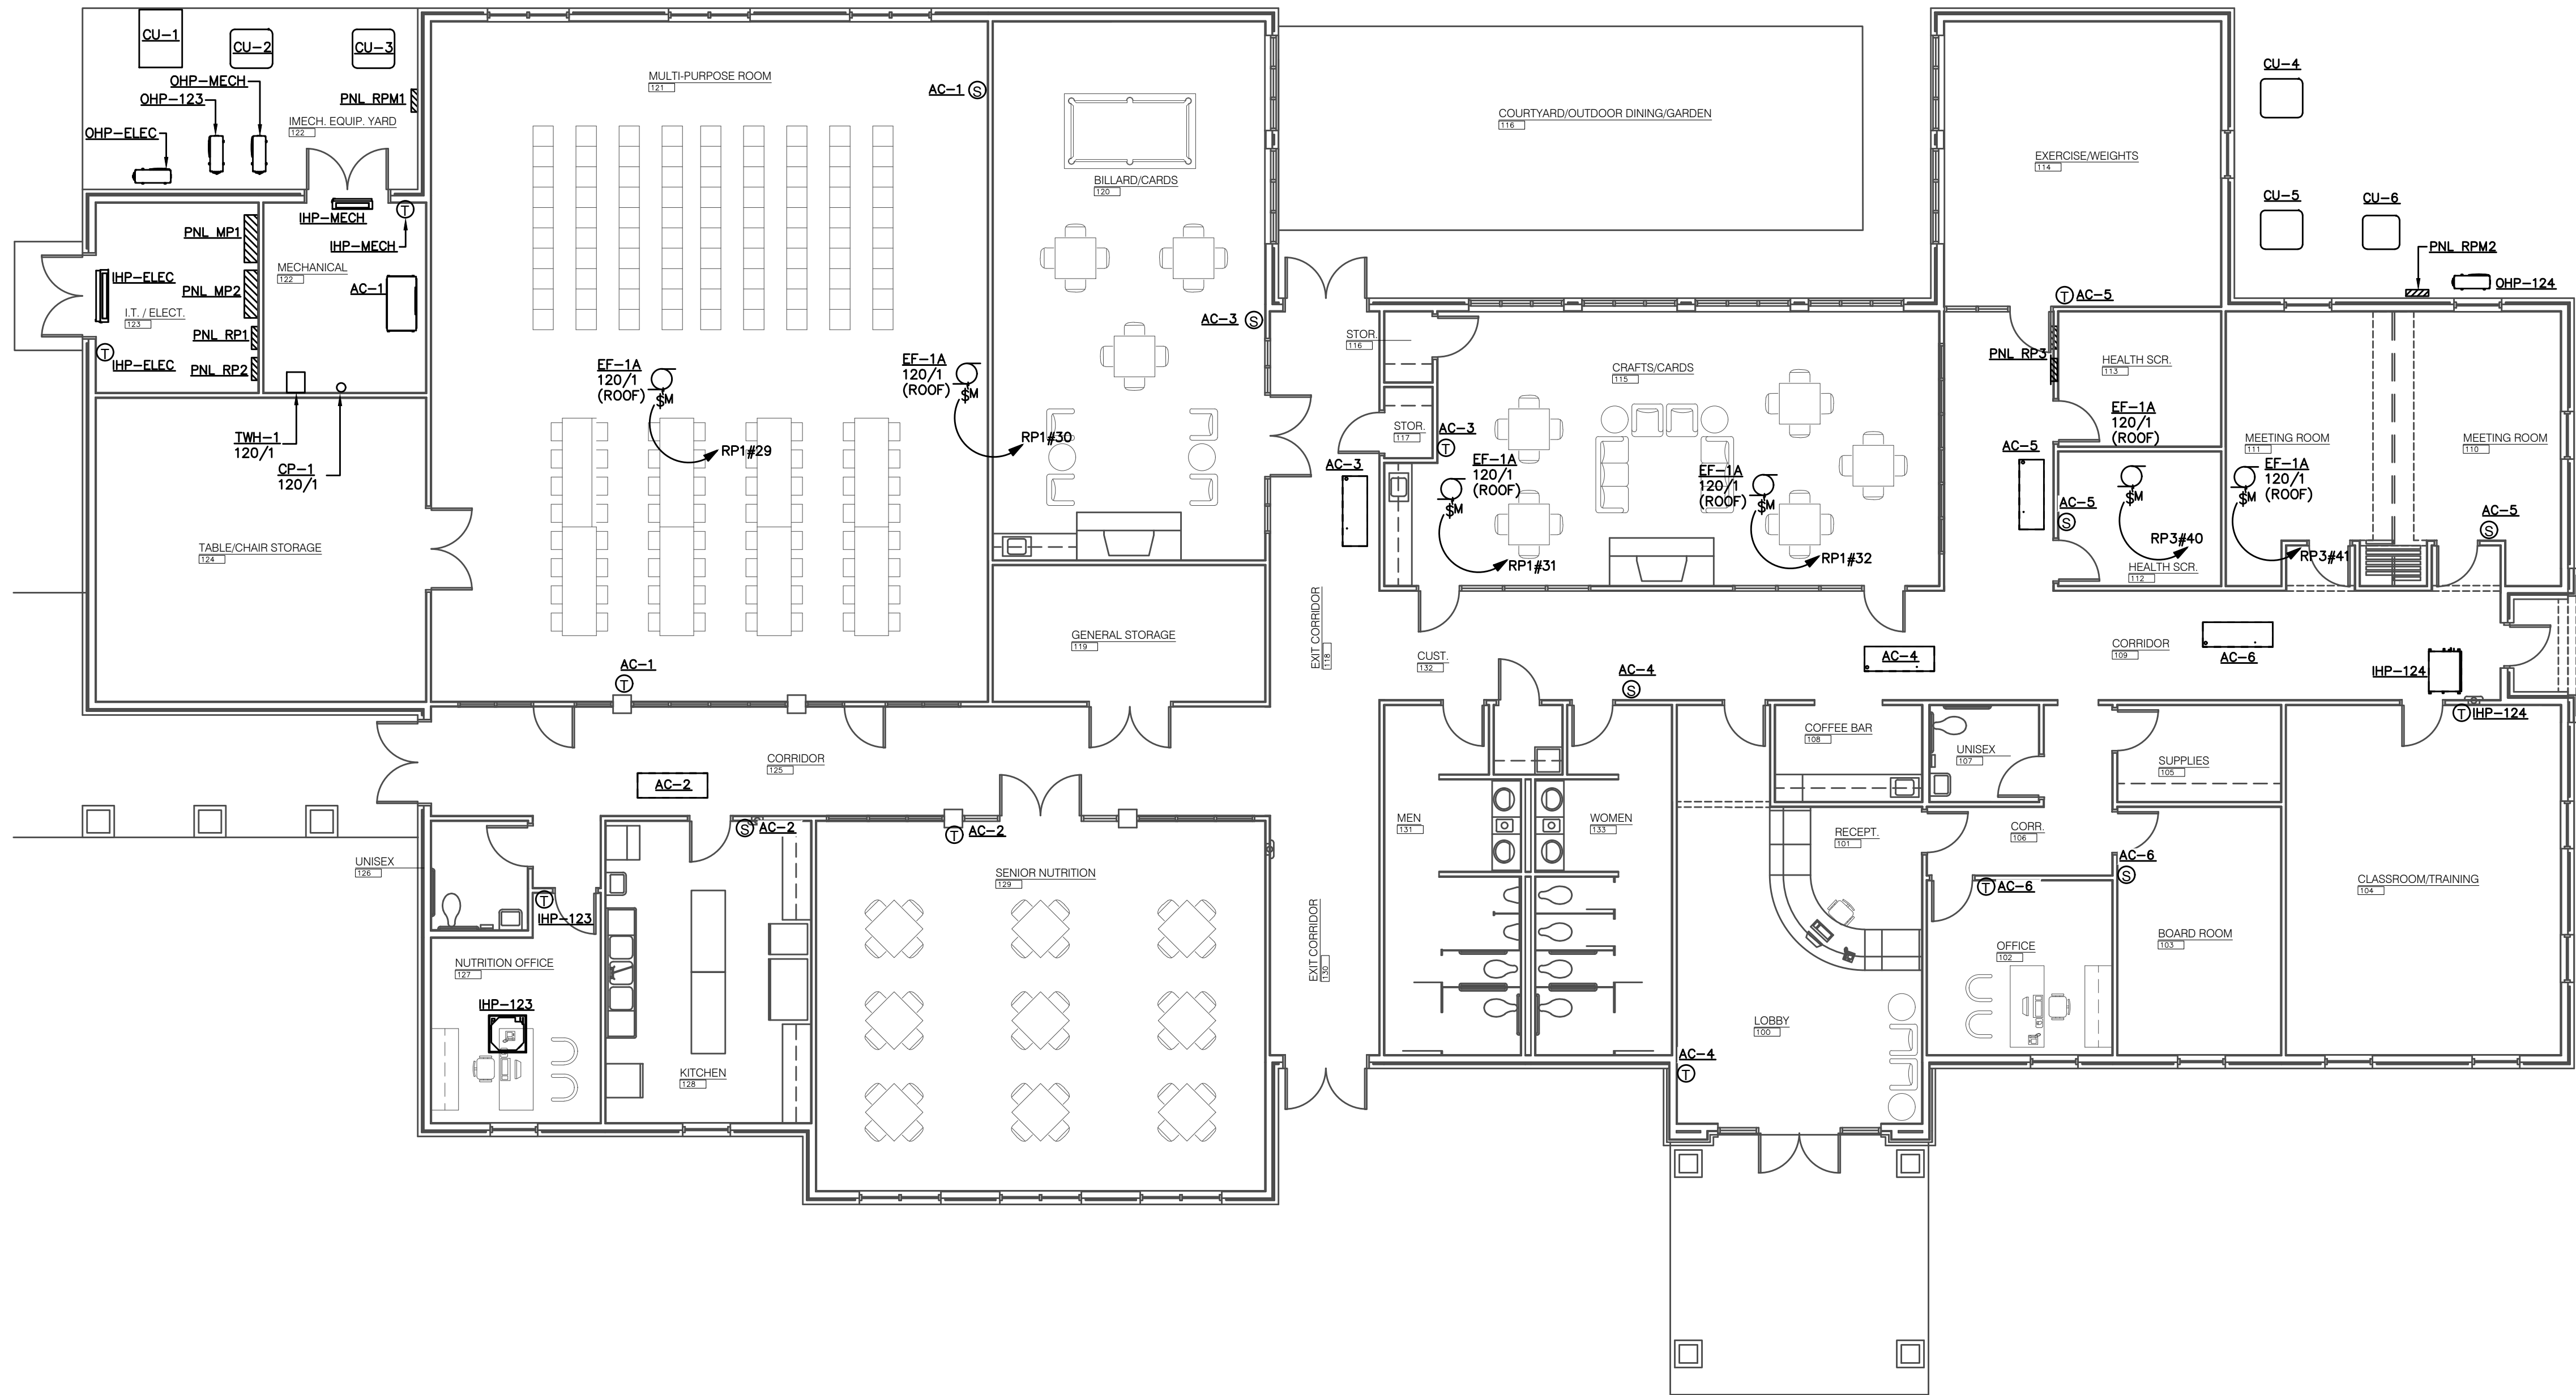 CU-1
CU-2
CU-3
OHP-MECH
OHP-123
OHP-ELEC
PNL RPM1
IMECH. EQUIP. YARD
122
MULTI-PURPOSE ROOM
121
AC-1 S
BILLARD/CARDS
120
COURTYARD/OUTDOOR DINING/GARDEN
116
EXERCISE/WEIGHTS
114
CU-4
CU-5
CU-6
PNL RPM2
OHP-124
IHP-MECH
T
IHP-MECH
PNL MP1
MECHANICAL
122
IHP-ELEC
PNL MP2
AC-1
I.T. / ELECT.
123
PNL RP1
T
IHP-ELEC
PNL RP2
TWH-1
120/1
CP-1
120/1
EF-1A
120/1
(ROOF)
$M
RP1#29
EF-1A
120/1
(ROOF)
$M
RP1#30
AC-3 S
STOR.
116
STOR.
117
AC-3
T
AC-3
CRAFTS/CARDS
115
EF-1A
120/1
(ROOF)
$M
RP1#31
EF-1A
120/1
(ROOF)
$M
RP1#32
T AC-5
PNL RP3
HEALTH SCR.
113
EF-1A
120/1
(ROOF)
AC-5
AC-5
S
$M
RP3#40
HEALTH SCR.
112
MEETING ROOM
111
EF-1A
120/1
(ROOF)
$M
RP3#41
MEETING ROOM
110
AC-5
S
TABLE/CHAIR STORAGE
124
GENERAL STORAGE
119
EXIT CORRIDOR
118
CUST.
132
AC-4
S
AC-4
CORRIDOR
109
AC-6
IHP-124
T IHP-124
AC-1
T
CORRIDOR
125
AC-2
S AC-2
T AC-2
COFFEE BAR
108
UNISEX
107
SUPPLIES
105
MEN
131
WOMEN
133
RECEPT.
101
CORR.
106
AC-6
S
T AC-6
CLASSROOM/TRAINING
104
UNISEX
126
T
IHP-123
SENIOR NUTRITION
129
NUTRITION OFFICE
127
IHP-123
KITCHEN
128
EXIT CORRIDOR
130
OFFICE
102
BOARD ROOM
103
LOBBY
100
AC-4
T